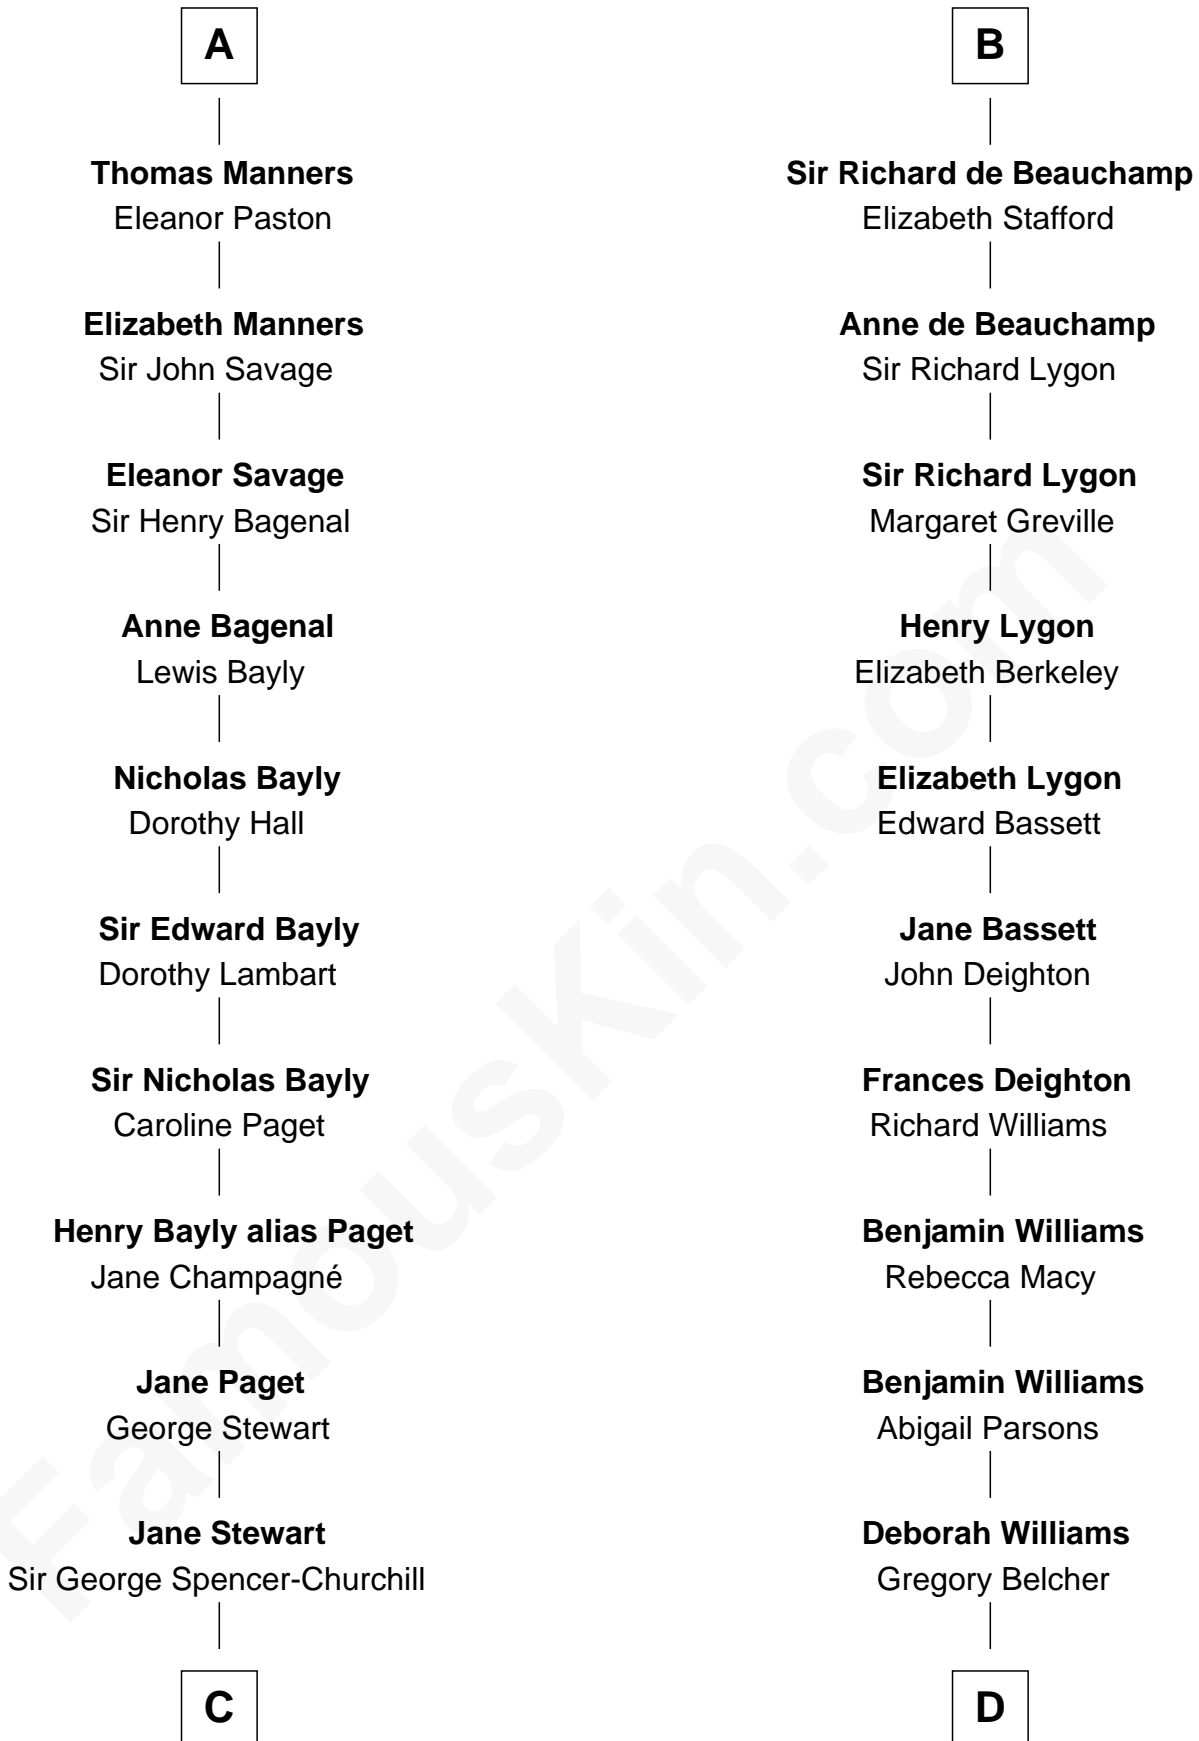 A
Thomas Manners
Eleanor Paston
Elizabeth Manners
Sir John Savage
Eleanor Savage
Sir Henry Bagenal
Anne Bagenal
Lewis Bayly
Nicholas Bayly
Dorothy Hall
Sir Edward Bayly
Dorothy Lambart
Sir Nicholas Bayly
Caroline Paget
Henry Bayly alias Paget
Jane Champagné
Jane Paget
George Stewart
Jane Stewart
Sir George Spencer-Churchill
C
B
Sir Richard de Beauchamp
Elizabeth Stafford
Anne de Beauchamp
Sir Richard Lygon
Sir Richard Lygon
Margaret Greville
Henry Lygon
Elizabeth Berkeley
Elizabeth Lygon
Edward Bassett
Jane Bassett
John Deighton
Frances Deighton
Richard Williams
Benjamin Williams
Rebecca Macy
Benjamin Williams
Abigail Parsons
Deborah Williams
Gregory Belcher
D
FamousKin.com